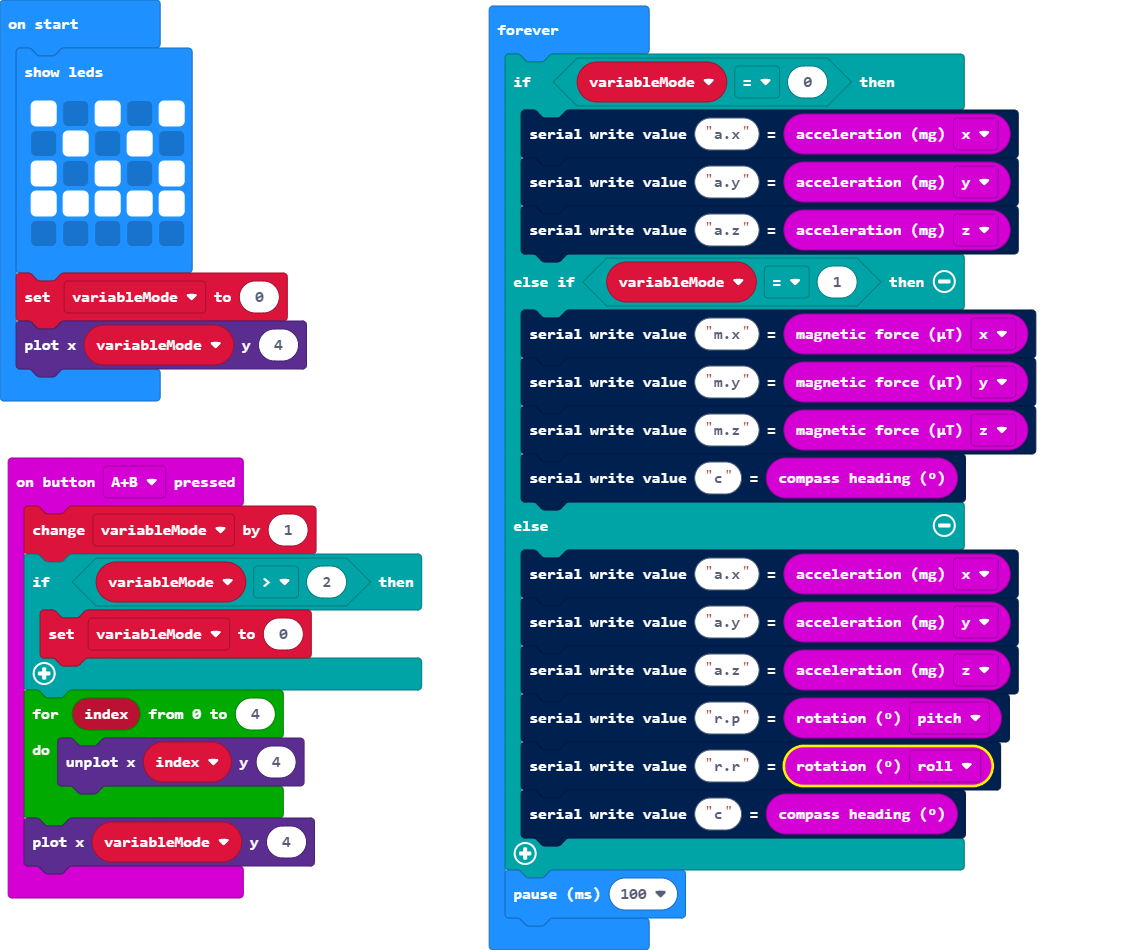 on start
show leds
set variableMode to 0
plot x variableMode y 4
on button A+B pressed
change variableMode by 1
if variableMode > 2 then
set variableMode to 0
for index from 0 to 4
do
unplot x index y 4
plot x variableMode y 4
forever
if variableMode = 0 then
serial write value "a.x" = acceleration (mg) x
serial write value "a.y" = acceleration (mg) y
serial write value "a.z" = acceleration (mg) z
else if variableMode = 1 then
serial write value "m.x" = magnetic force (µT) x
serial write value "m.y" = magnetic force (µT) y
serial write value "m.z" = magnetic force (µT) z
serial write value "c" = compass heading (º)
else
serial write value "a.x" = acceleration (mg) x
serial write value "a.y" = acceleration (mg) y
serial write value "a.z" = acceleration (mg) z
serial write value "r.p" = rotation (º) pitch
serial write value "r.r" = rotation (º) roll
serial write value "c" = compass heading (º)
pause (ms) 100